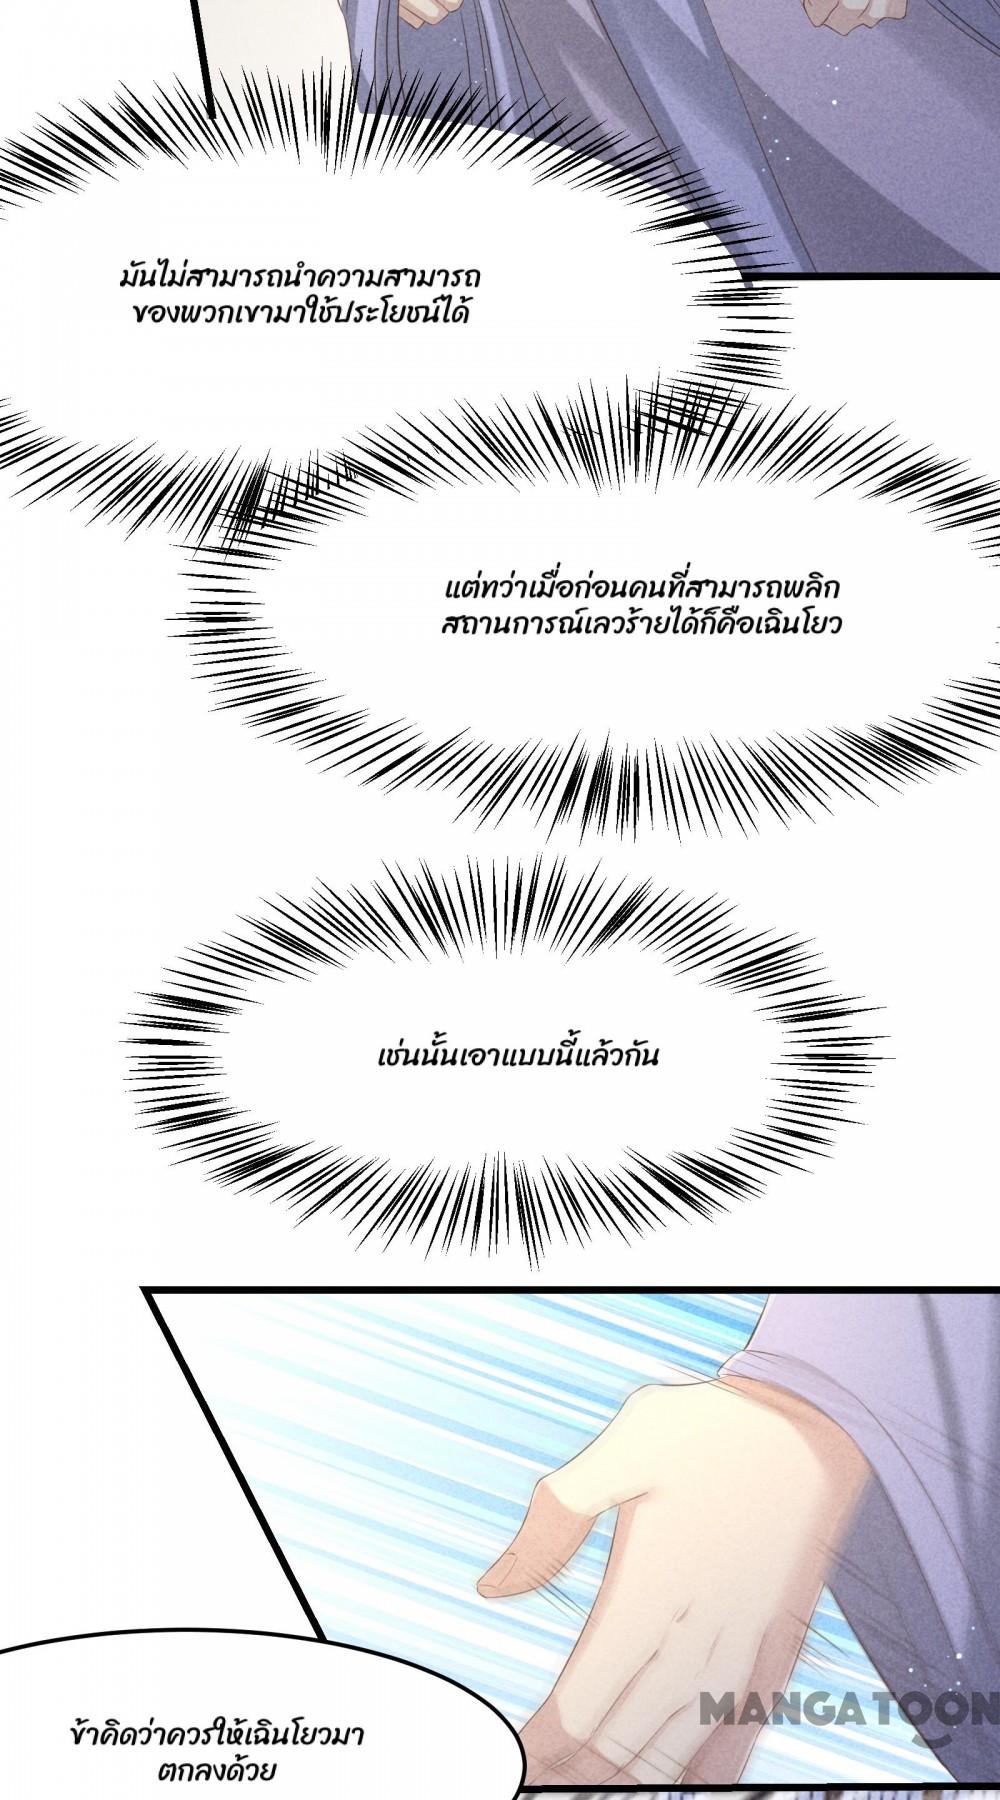 มันไม่สามารถนำความสามารถ
ของพวกเขามาใช้ประโยชน์ได้
แต่ทว่าเมื่อก่อนคนที่สามารถพลิก
สถานการณ์เลวร้ายได้ก็คือเฉินโยว
เช่นนั้นเอาแบบนี้แล้วกัน
ข้าคิดว่าควรให้เฉินโยวมา
ตกลงด้วย
MANGATOON